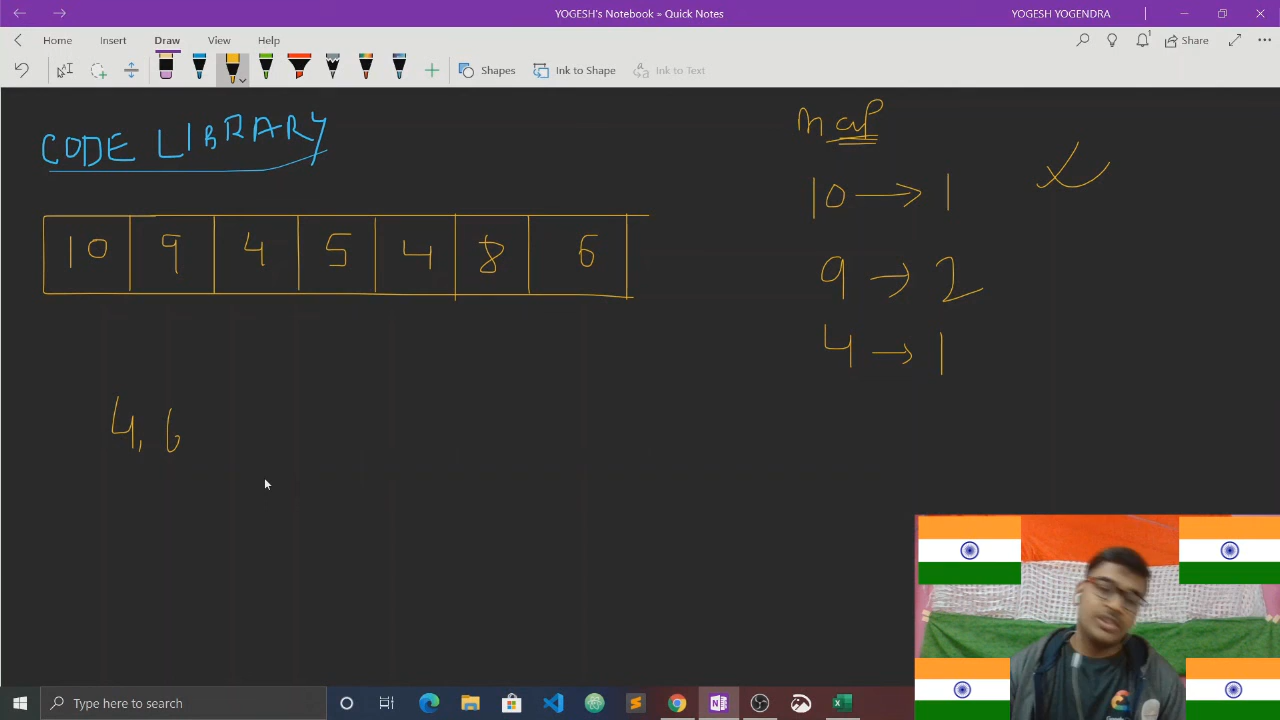 YOGESH's Notebook » Quick Notes
YOGESH YOGENDRA
Home Insert Draw View Help
Share
Shapes
Ink to Shape
Ink to Text
CODE LIBRARY
Map
10 → 1
10 9 4 5 4 8 6
9 → 2
4 → 1
4, 6
Type here to search